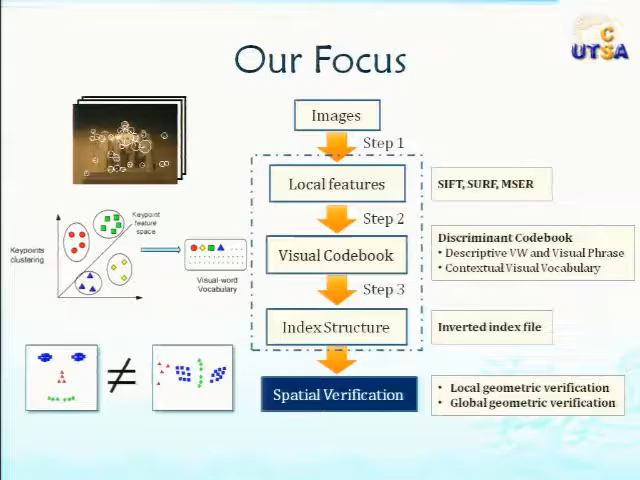 Our Focus
UTSA
CS
Images
Step 1
Local features
SIFT, SURF, MSER
Step 2
Keypoint
feature
space
Keypoints
clustering
Visual-word
Vocabulary
Visual Codebook
Discriminant Codebook
• Descriptive VW and Visual Phrase
• Contextual Visual Vocabulary
Step 3
Index Structure
Inverted index file
≠
Spatial Verification
• Local geometric verification
• Global geometric verification